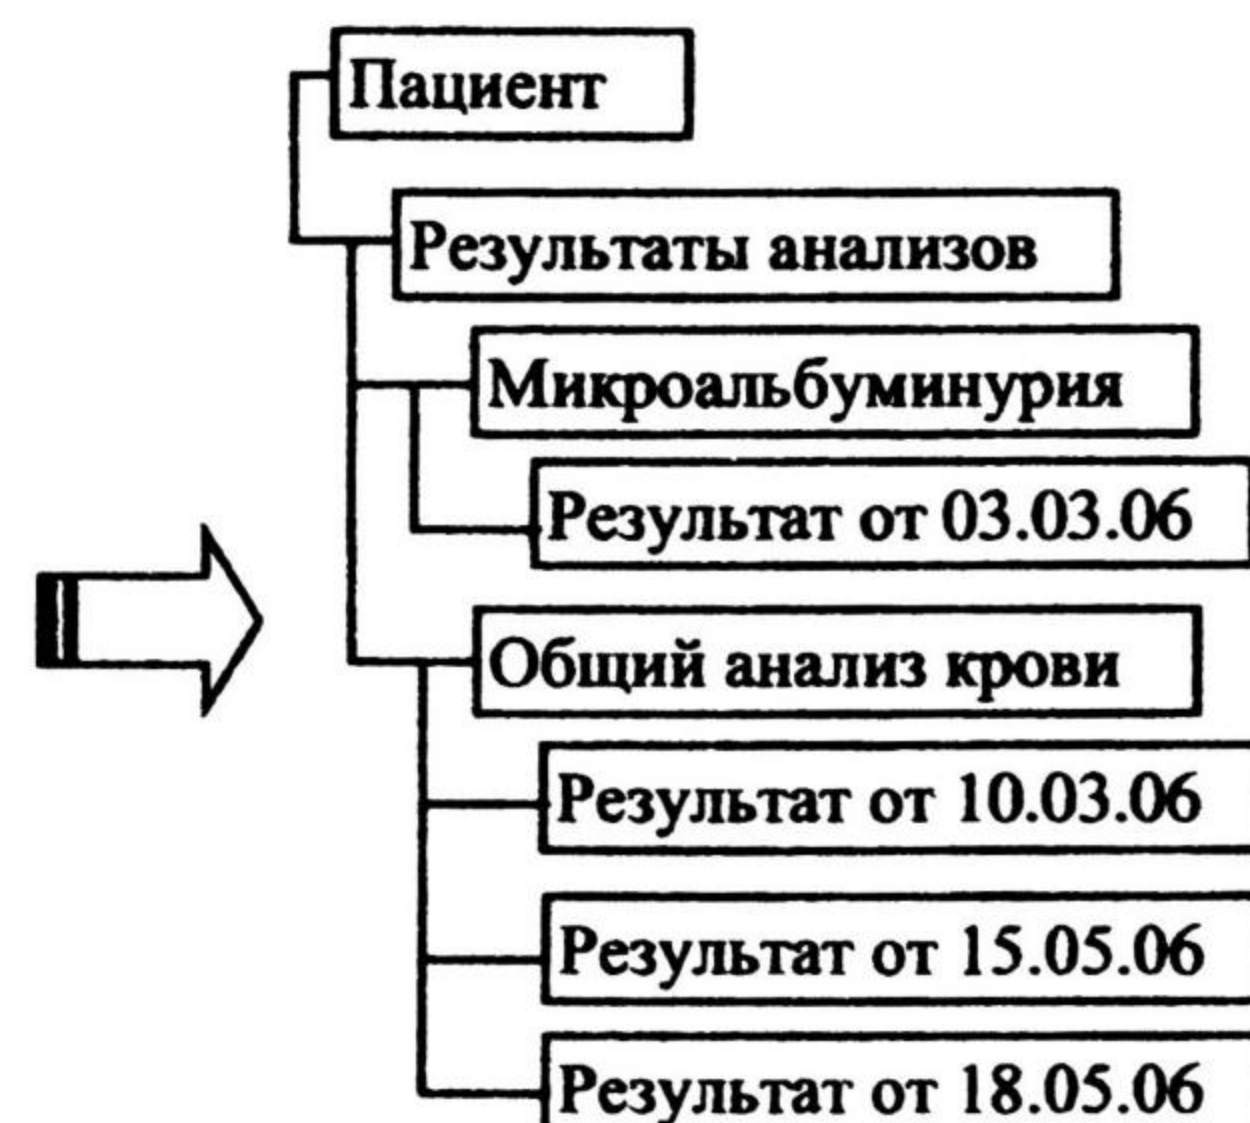 Пациент
Результаты анализов
Микроальбуминурия
Результат от 03.03.06
Общий анализ крови
Результат от 10.03.06
Результат от 15.05.06
Результат от 18.05.06